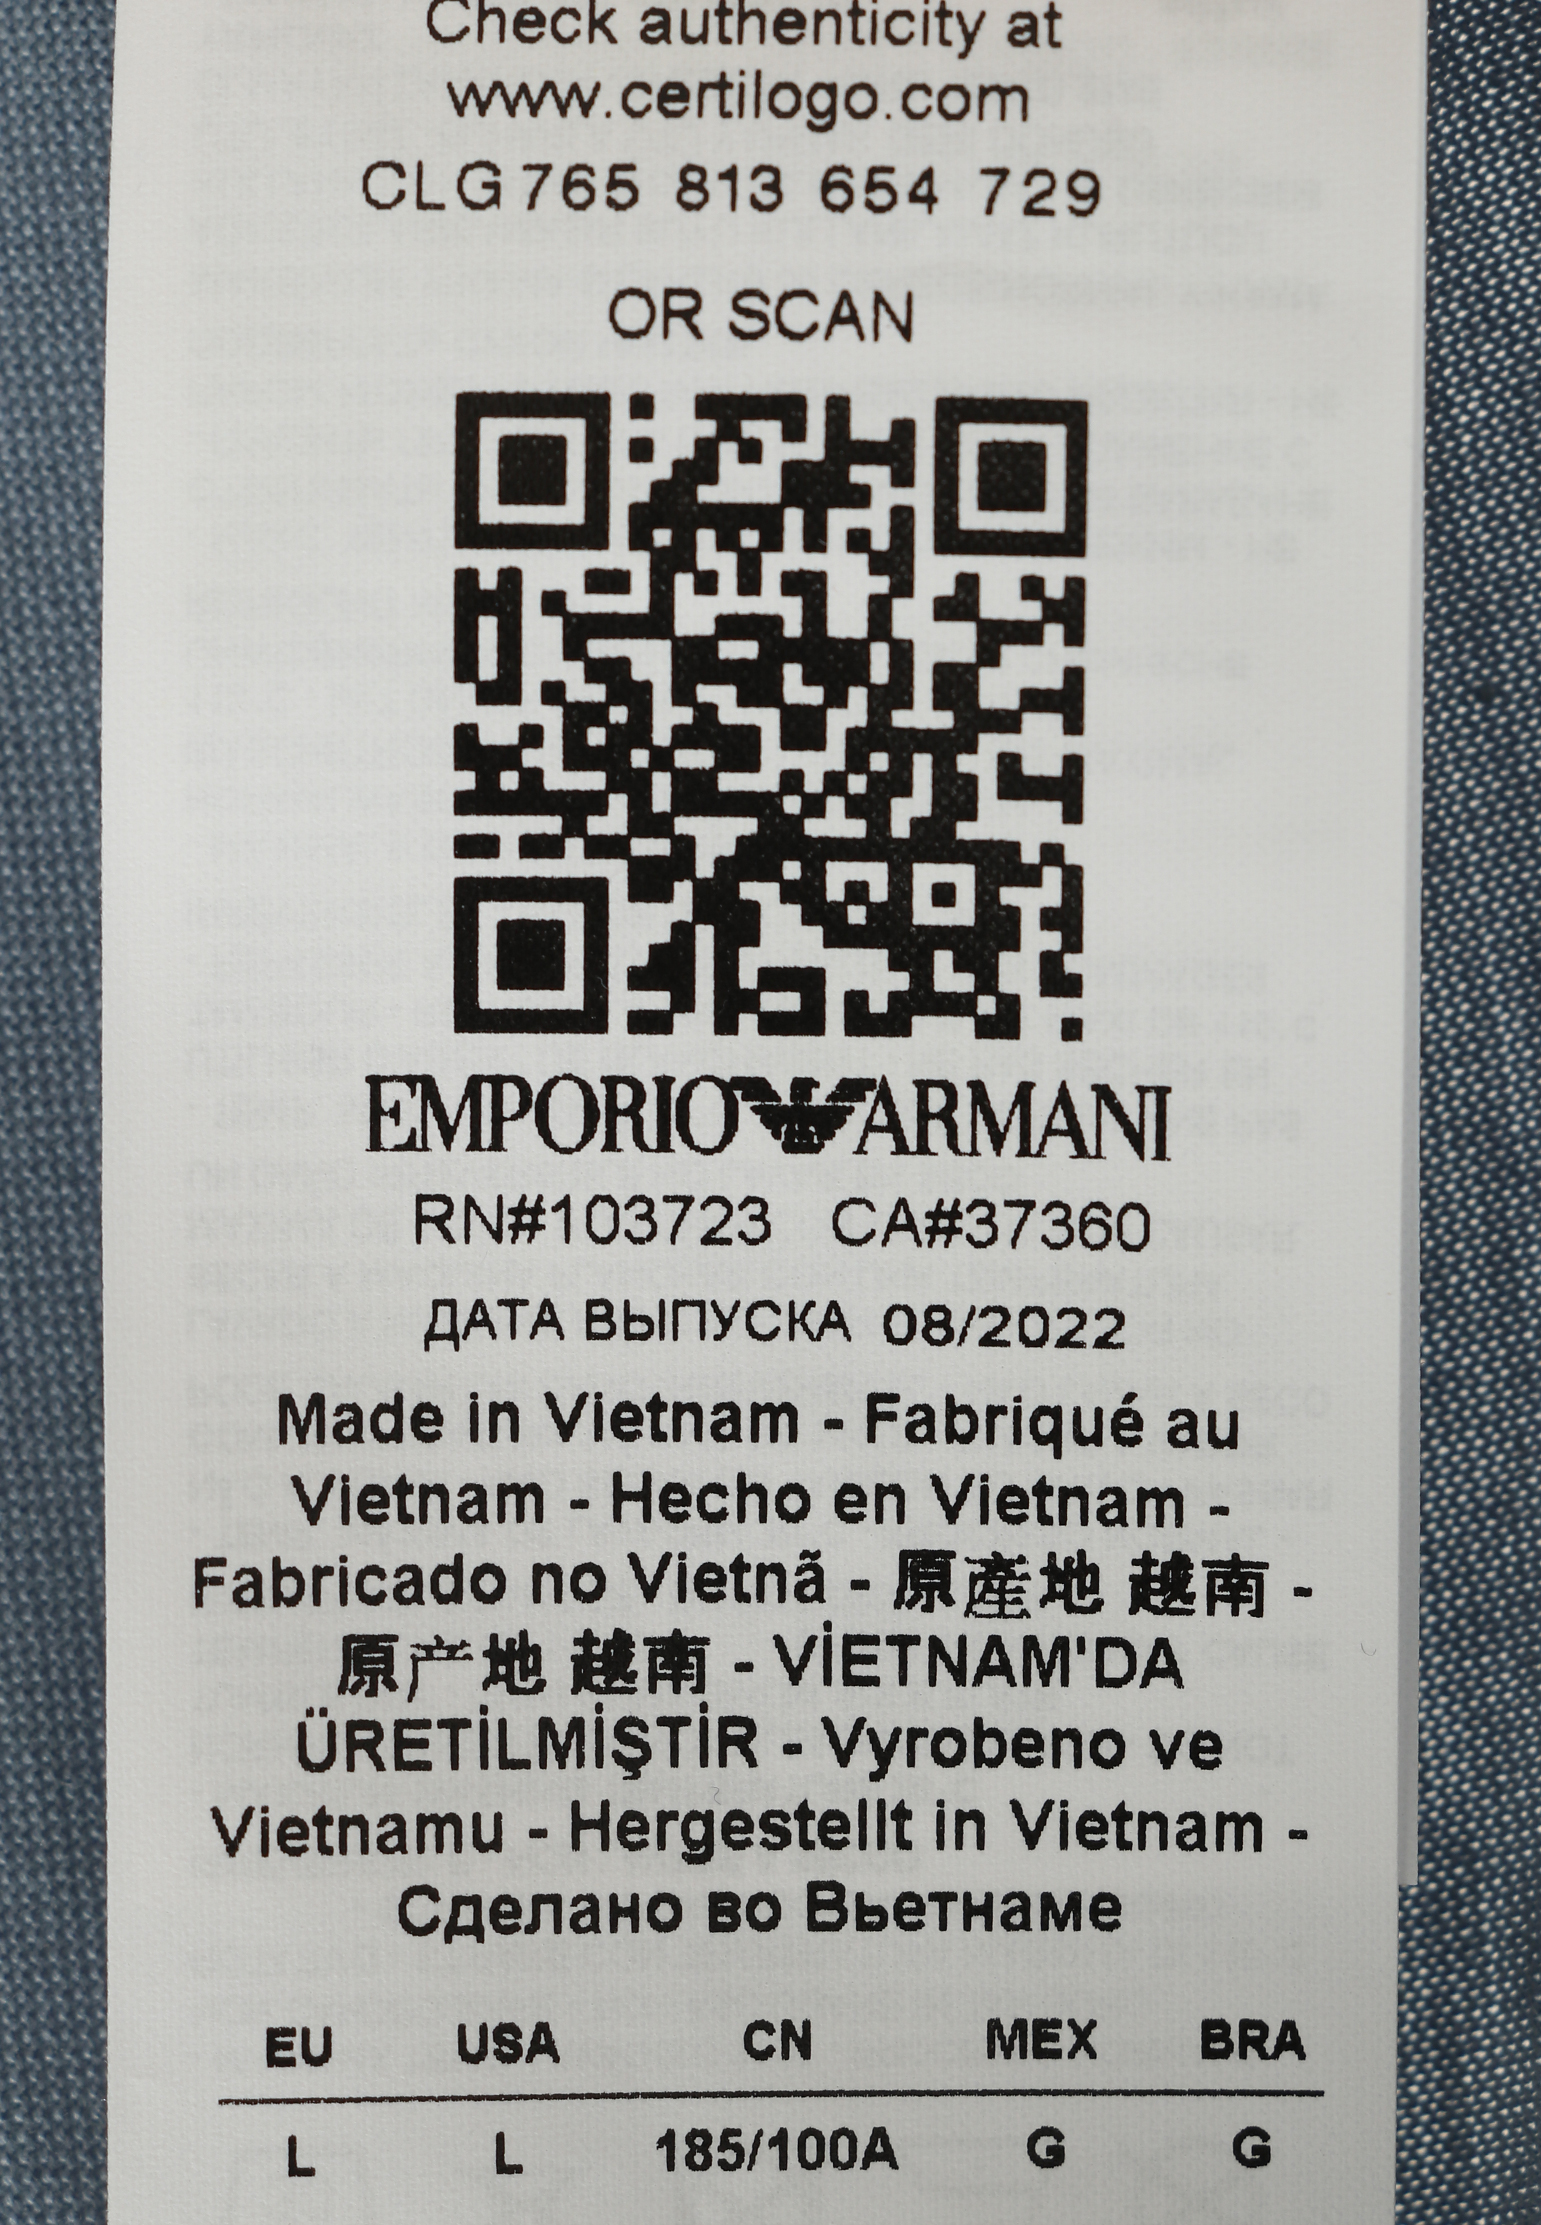 Check authenticity at
www.certilogo.com
CLG 765 813 654 729
OR SCAN
EMPORIO ARMANI
RN#103723 CA#37360
ДАТА ВЫПУСКА 08/2022
Made in Vietnam - Fabriqué au
Vietnam - Hecho en Vietnam -
Fabricado no Vietnã - 原產地 越南 -
原产地 越南 - VİETNAM'DA
ÜRETİLMİŞTİR - Vyrobeno ve
Vietnamu - Hergestellt in Vietnam -
Сделано во Вьетнаме
EU USA CN MEX BRA
L L 185/100A G G